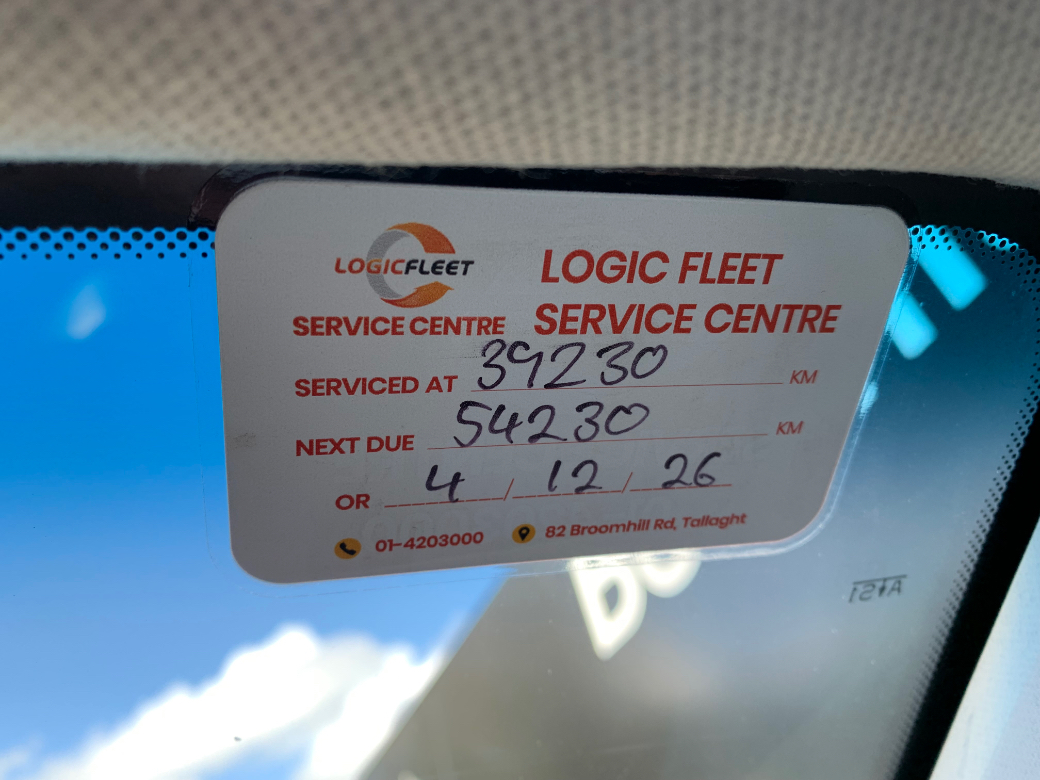 LOGICFLEET
SERVICE CENTRE
LOGIC FLEET
SERVICE CENTRE
SERVICED AT 39230 KM
NEXT DUE 54230 KM
OR 4 / 12 / 26
01-4203000 82 Broomhill Rd, Tallaght